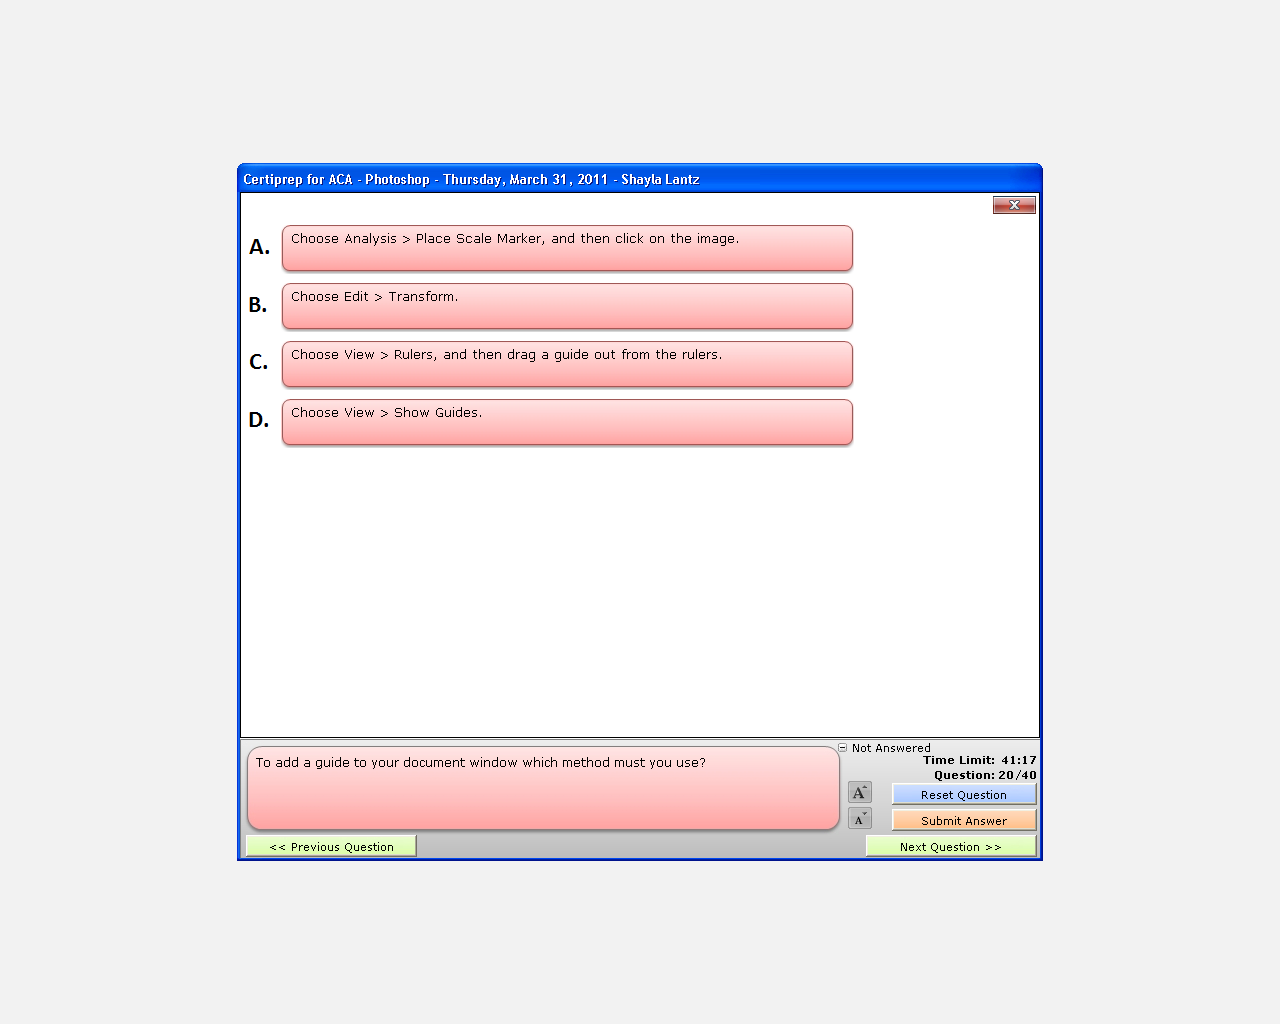 Certiprep for ACA - Photoshop - Thursday, March 31, 2011 - Shayla Lantz
X
A. Choose Analysis > Place Scale Marker, and then click on the image.
B. Choose Edit > Transform.
C. Choose View > Rulers, and then drag a guide out from the rulers.
D. Choose View > Show Guides.
To add a guide to your document window which method must you use?
Not Answered
Time Limit: 41:17
Question: 20/40
A
Reset Question
A
Submit Answer
<< Previous Question
Next Question >>